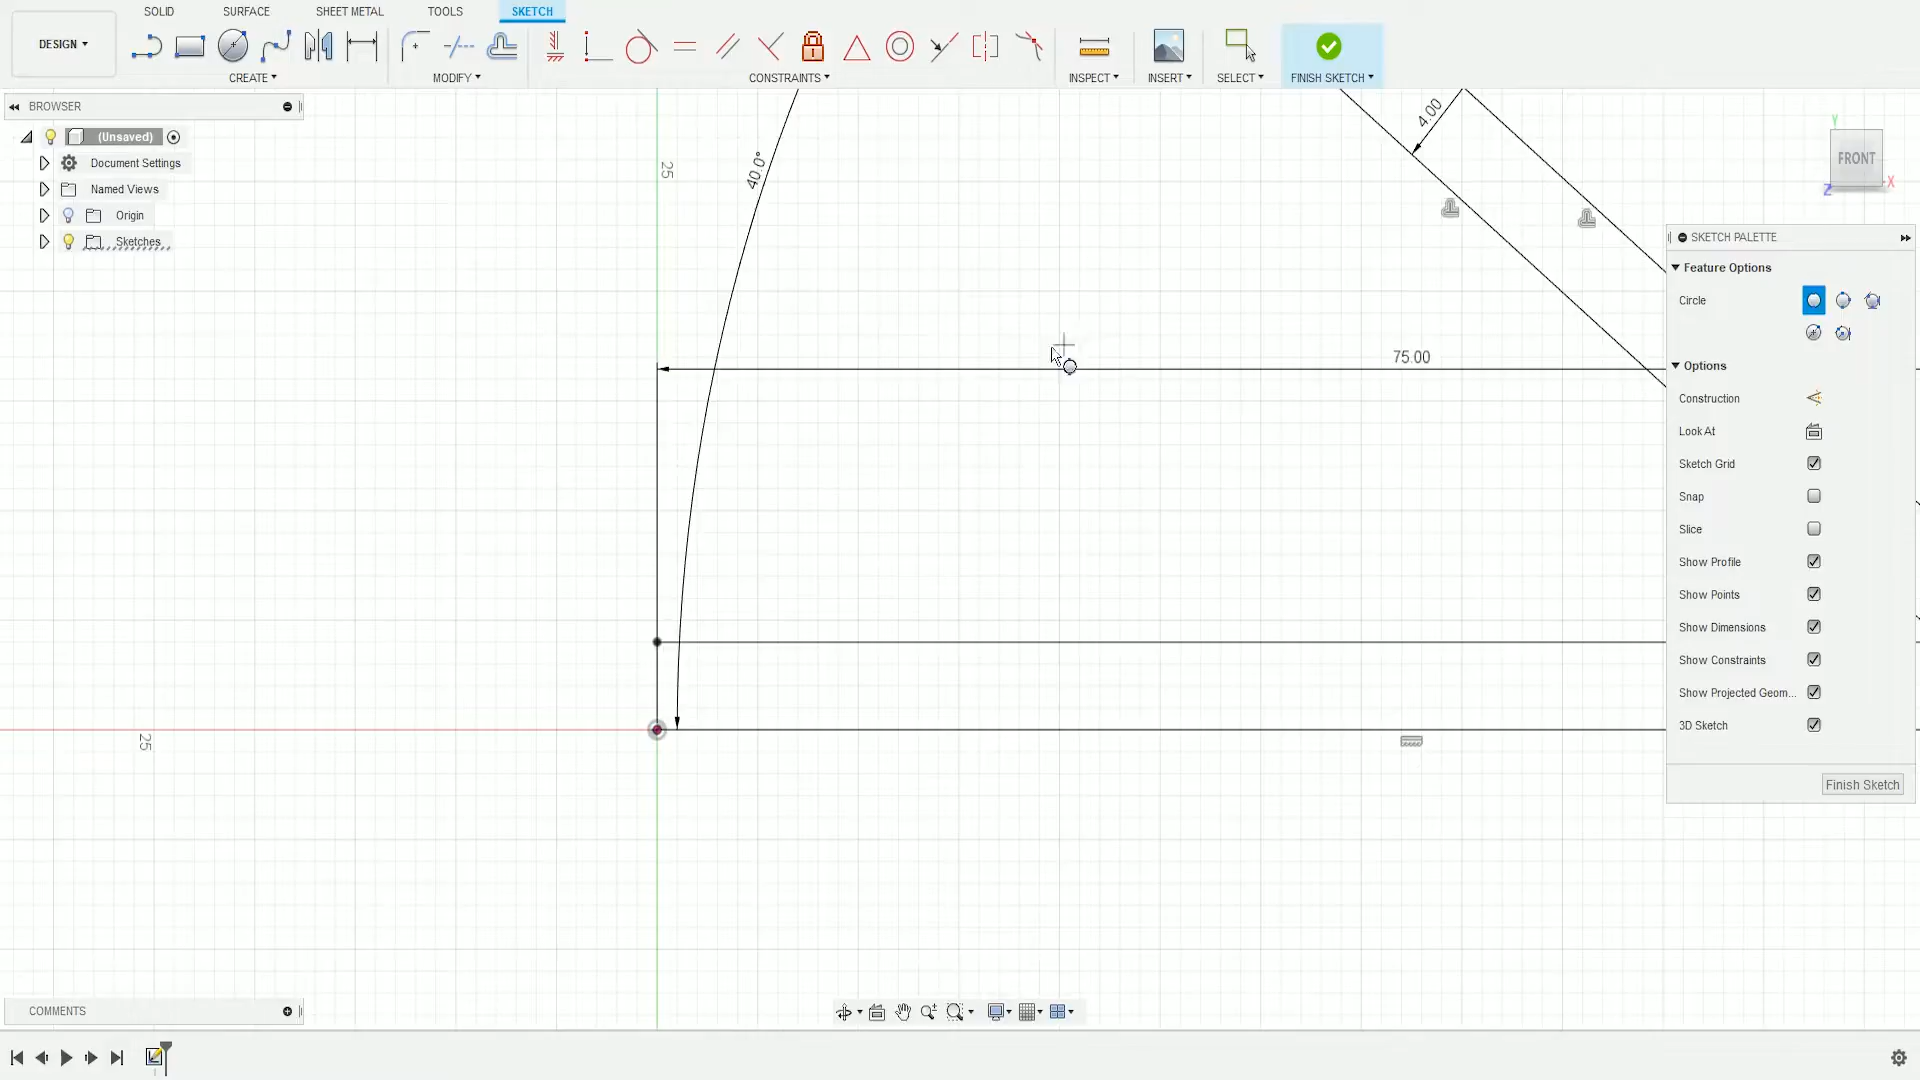 SOLID SURFACE SHEET METAL TOOLS SKETCH
DESIGN
CREATE MODIFY CONSTRAINTS INSPECT INSERT SELECT FINISH SKETCH
BROWSER
(Unsaved)
Document Settings
Named Views
Origin
Sketches
25
40.0°
4.00
75.00
25
Y
FRONT
X
Z
SKETCH PALETTE
Feature Options
Circle
Options
Construction
Look At
Sketch Grid
Snap
Slice
Show Profile
Show Points
Show Dimensions
Show Constraints
Show Projected Geom...
3D Sketch
Finish Sketch
COMMENTS